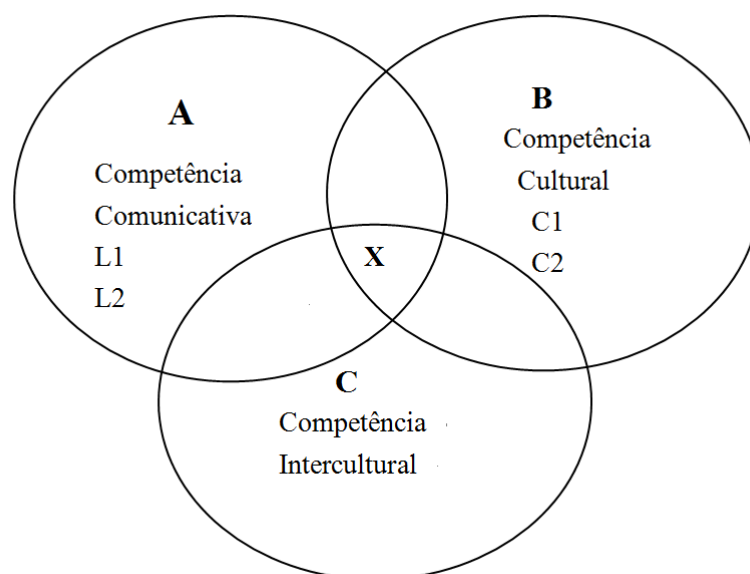 A
Competência
Comunicativa
L1
L2
B
Competência
Cultural
C1
C2
X
C
Competência
Intercultural